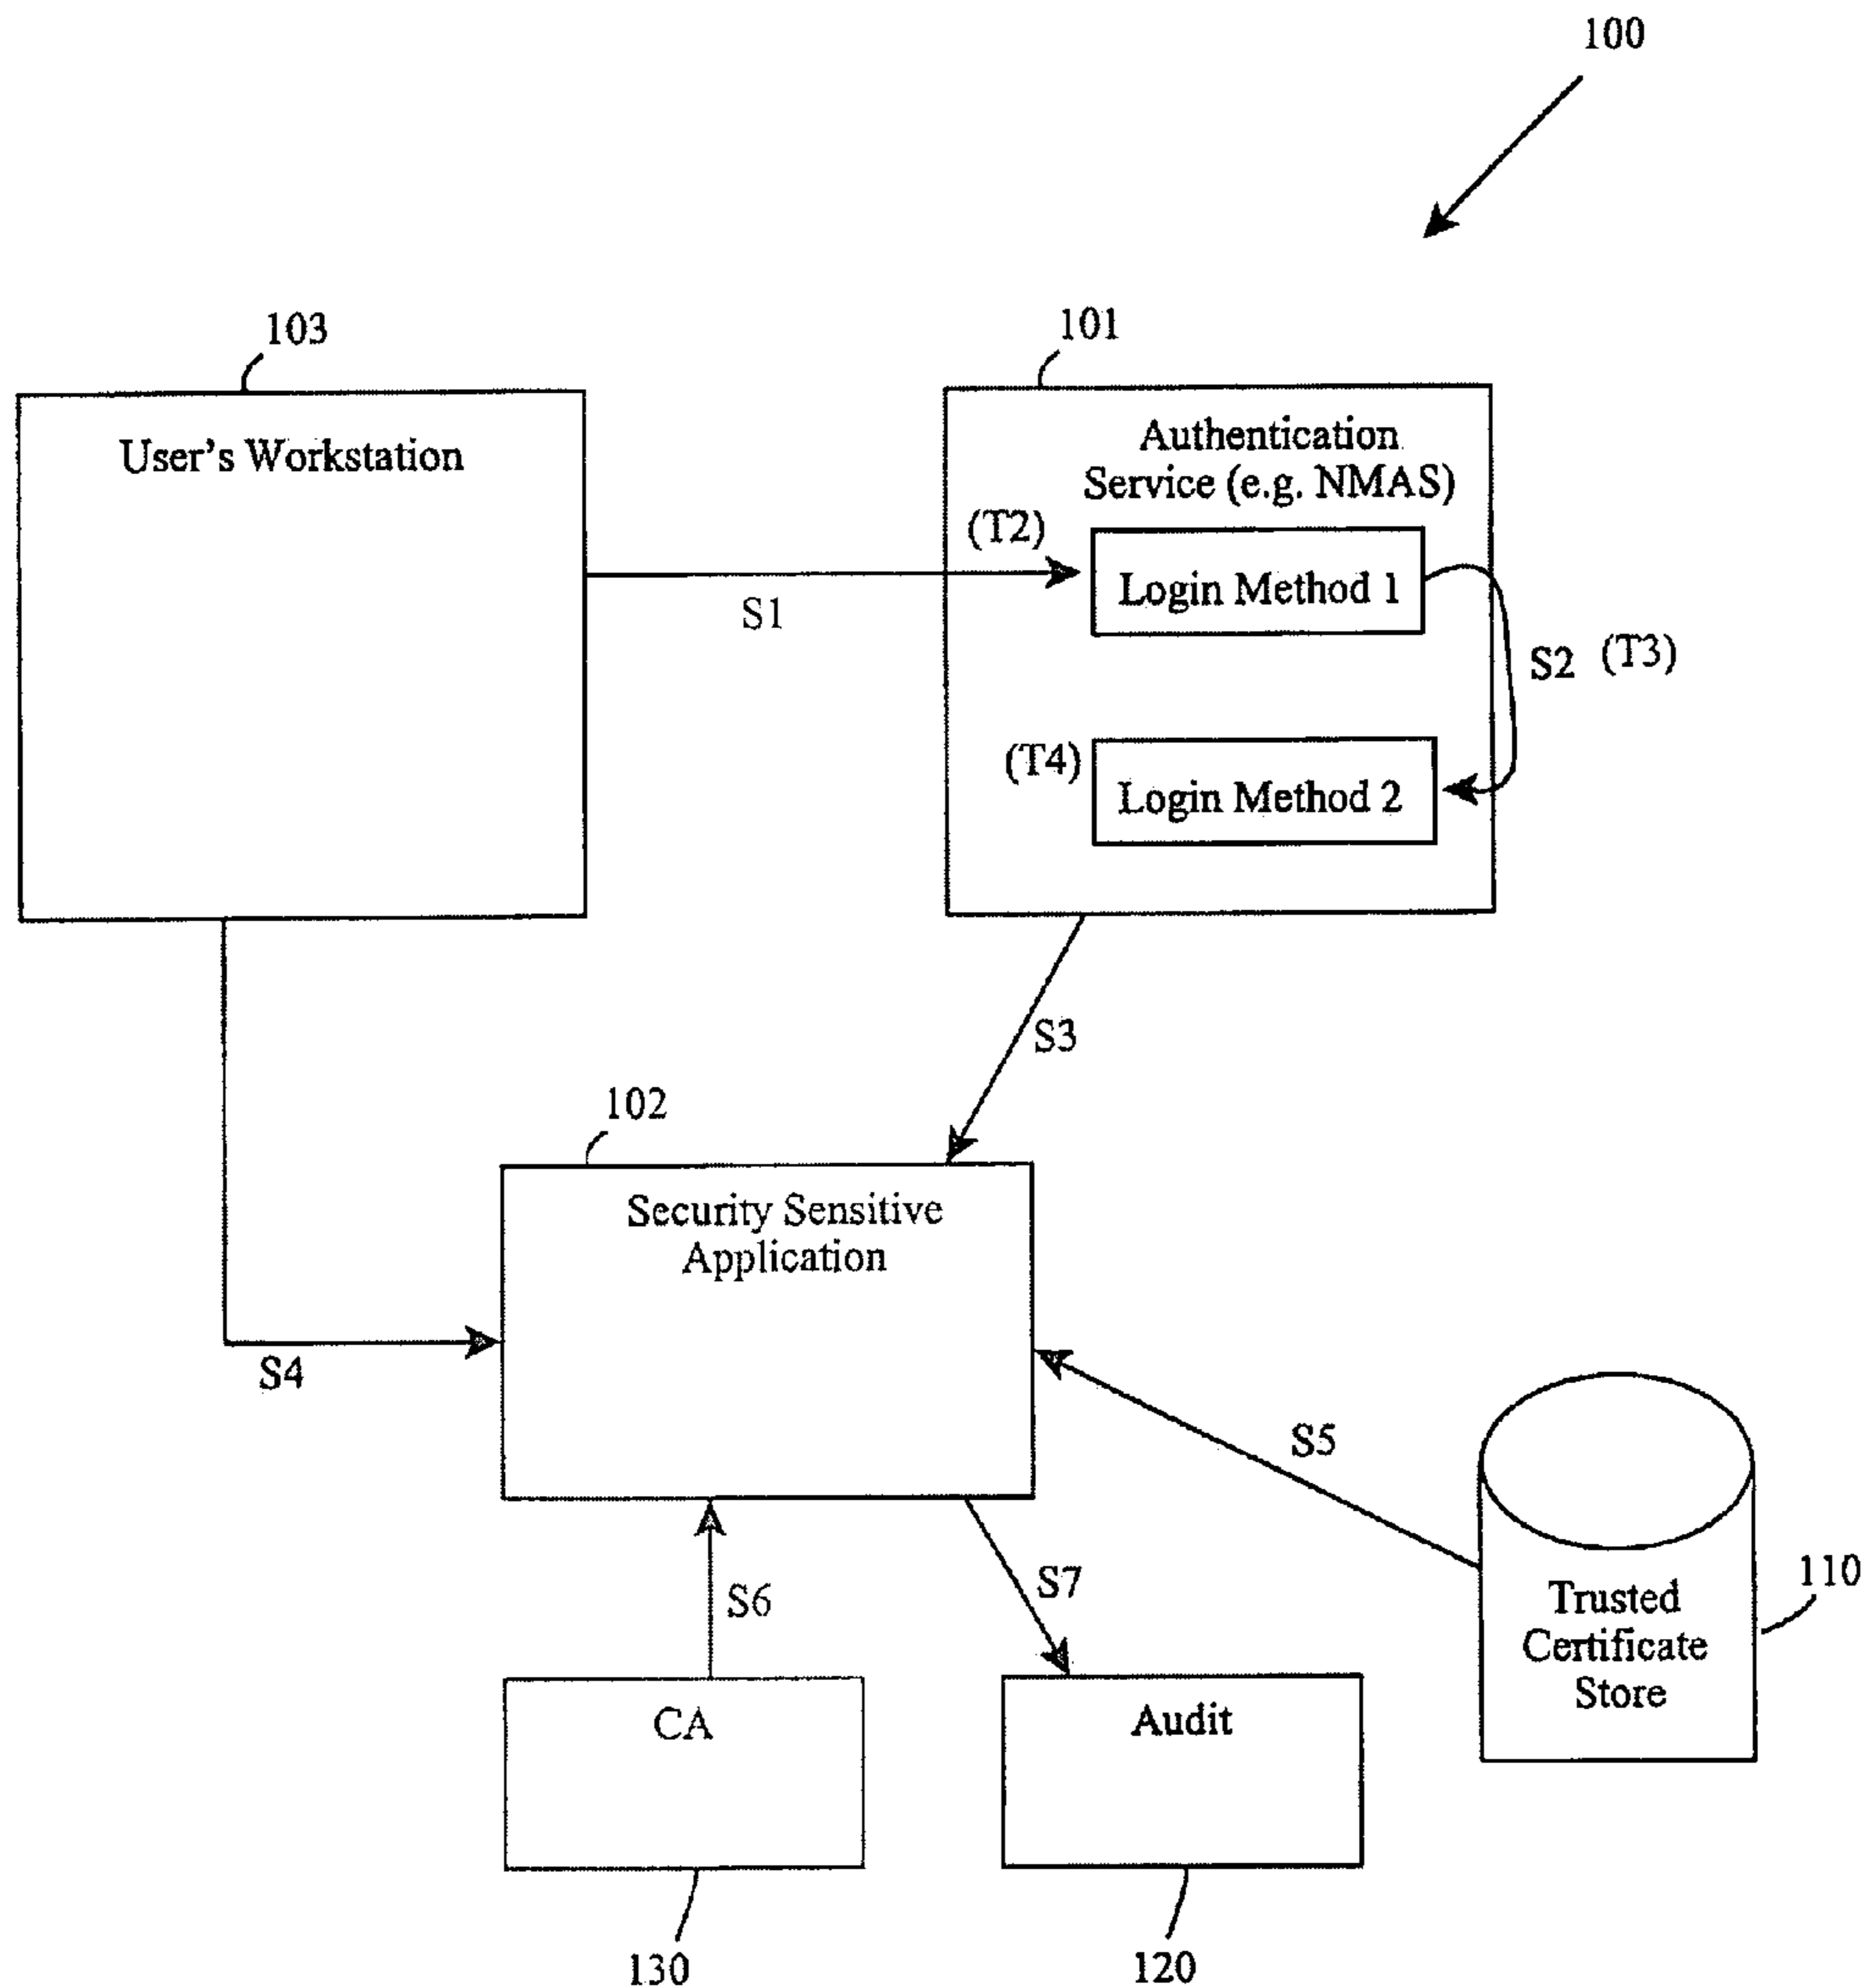 100
103
101
User's Workstation
Authentication
Service (e.g. NMAS)
(T2)
Login Method 1
S1
S2 (T3)
(T4)
Login Method 2
S3
102
Security Sensitive
Application
S4
S5
S6
S7
110
Trusted
Certificate
Store
CA
Audit
130
120